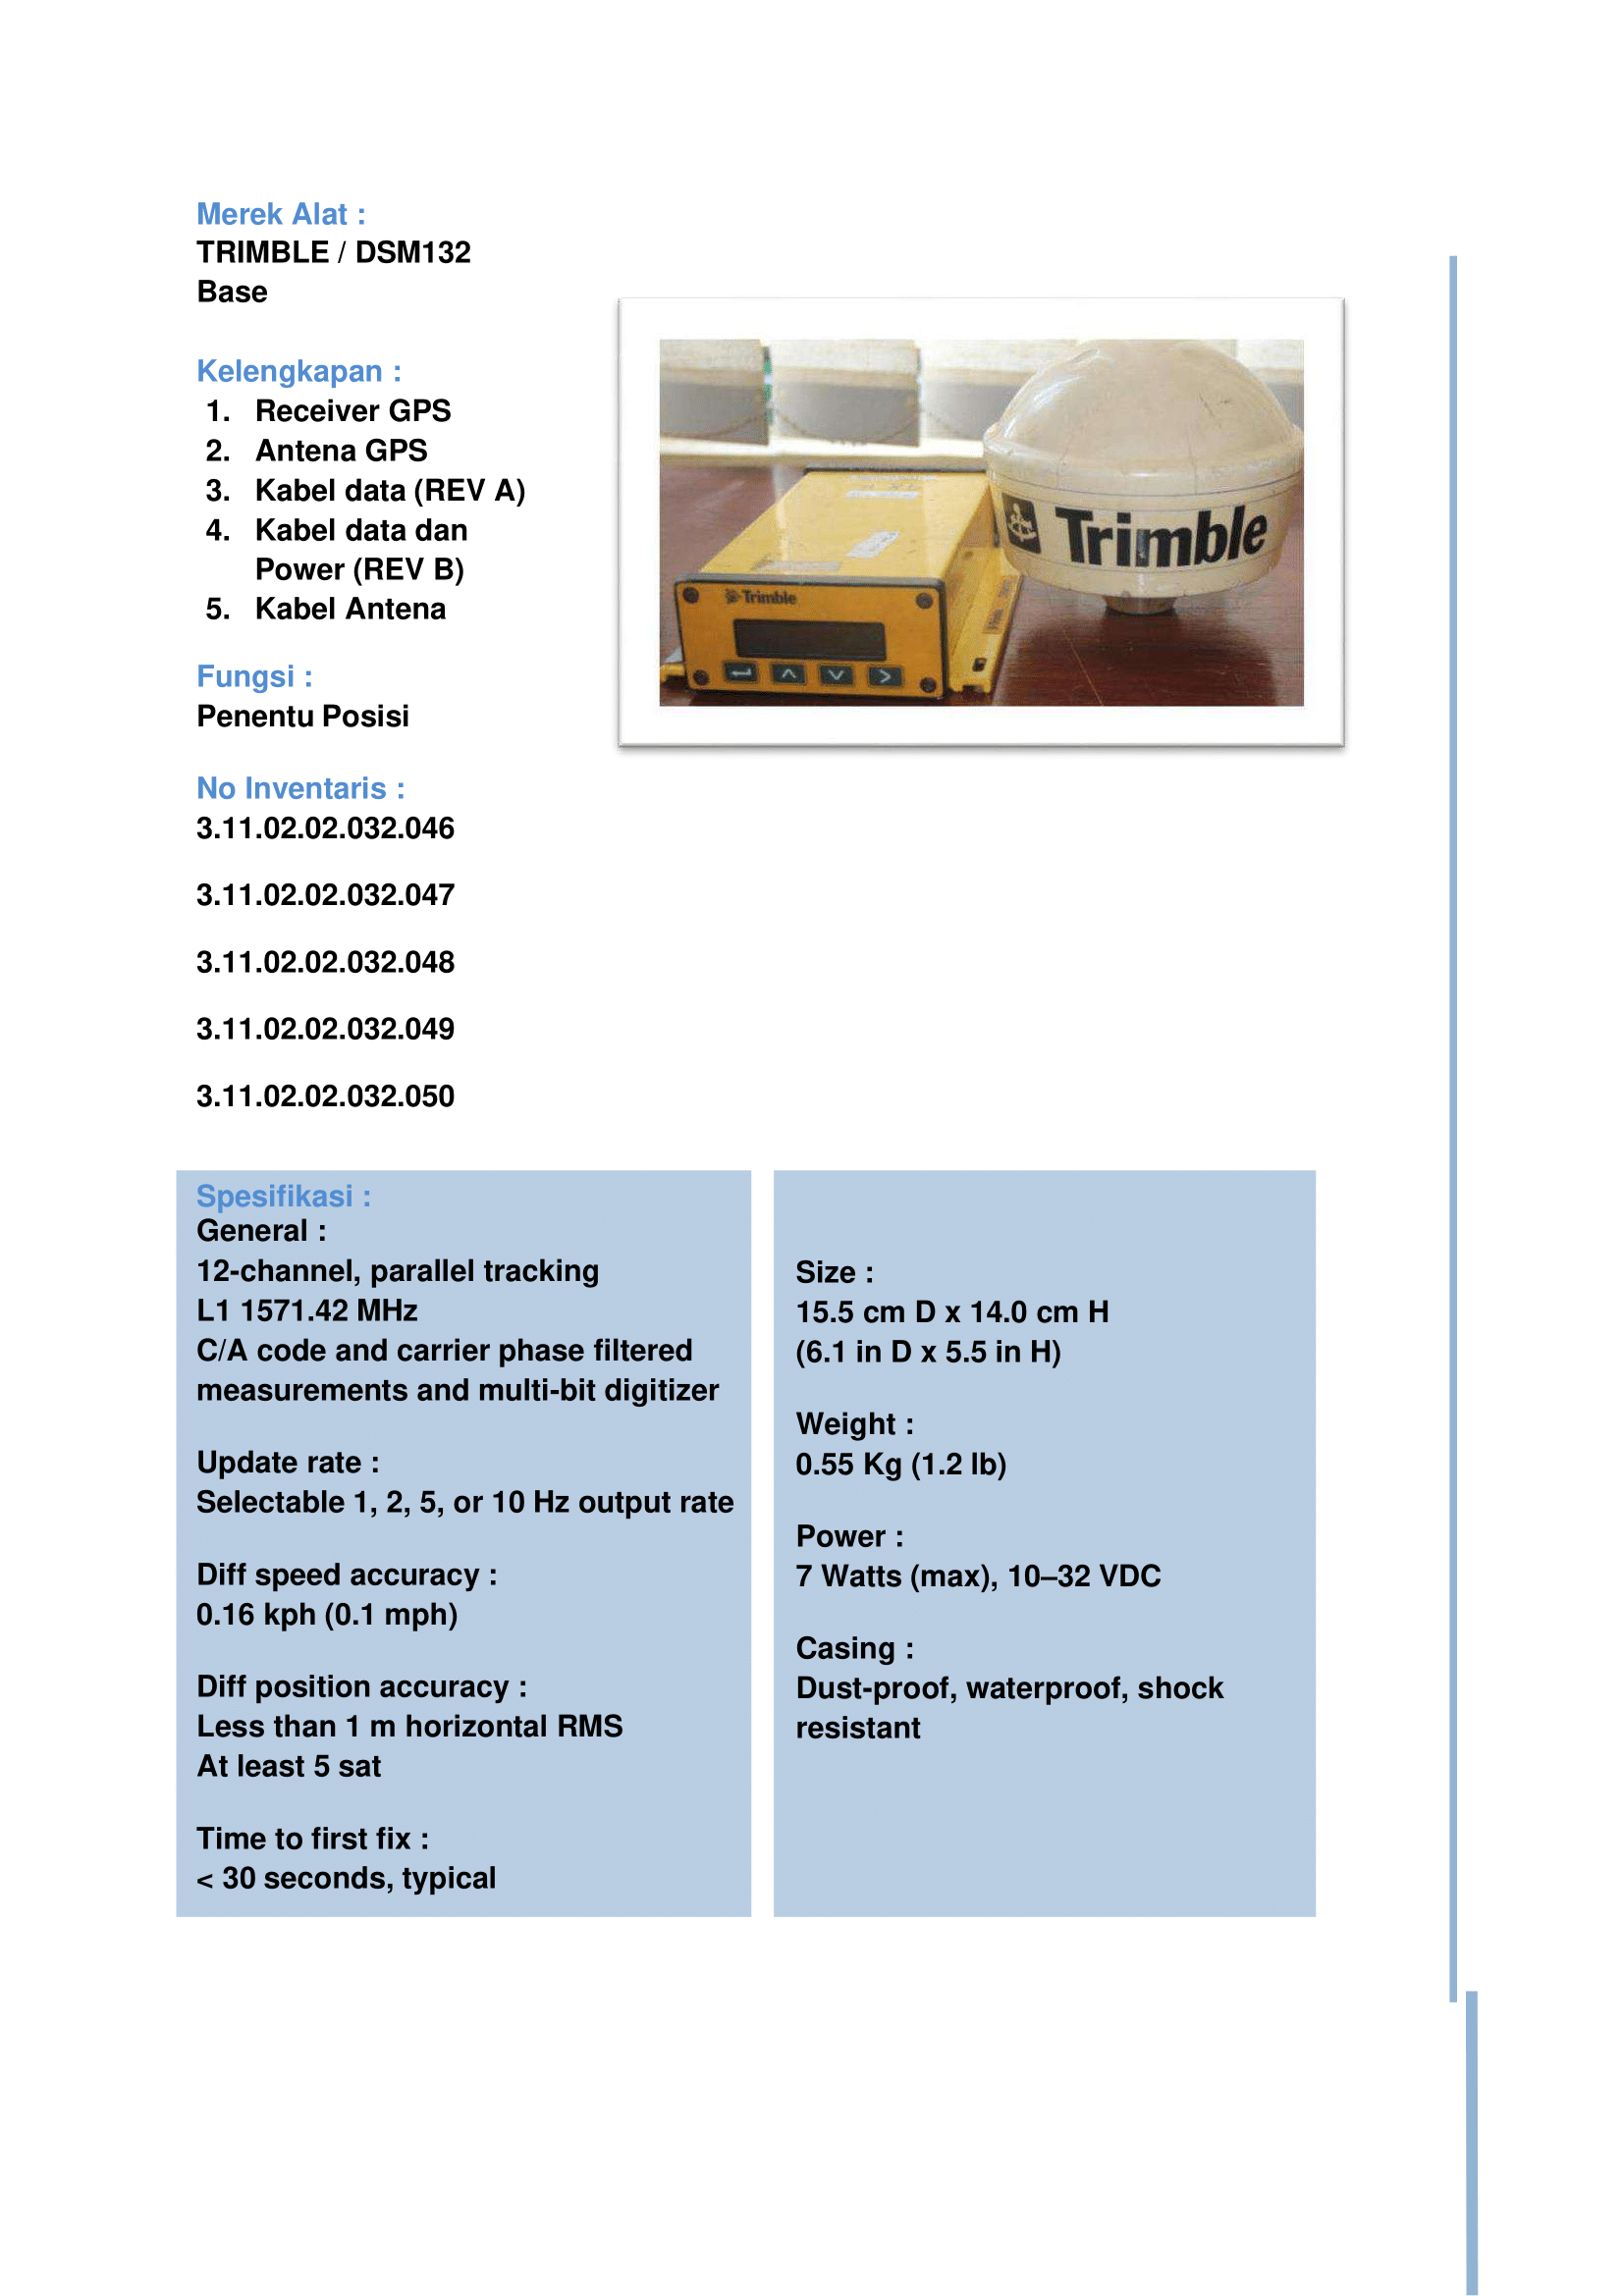 Merek Alat :
TRIMBLE / DSM132
Base
Kelengkapan :
1. Receiver GPS
2. Antena GPS
3. Kabel data (REV A)
4. Kabel data dan
Power (REV B)
5. Kabel Antena
Trimble
Trimble
Fungsi :
Penentu Posisi
No Inventaris :
3.11.02.02.032.046
3.11.02.02.032.047
3.11.02.02.032.048
3.11.02.02.032.049
3.11.02.02.032.050
Spesifikasi :
General :
12-channel, parallel tracking
L1 1571.42 MHz
C/A code and carrier phase filtered
measurements and multi-bit digitizer
Update rate :
Selectable 1, 2, 5, or 10 Hz output rate
Diff speed accuracy :
0.16 kph (0.1 mph)
Diff position accuracy :
Less than 1 m horizontal RMS
At least 5 sat
Time to first fix :
< 30 seconds, typical
Size :
15.5 cm D x 14.0 cm H
(6.1 in D x 5.5 in H)
Weight :
0.55 Kg (1.2 lb)
Power :
7 Watts (max), 10–32 VDC
Casing :
Dust-proof, waterproof, shock
resistant